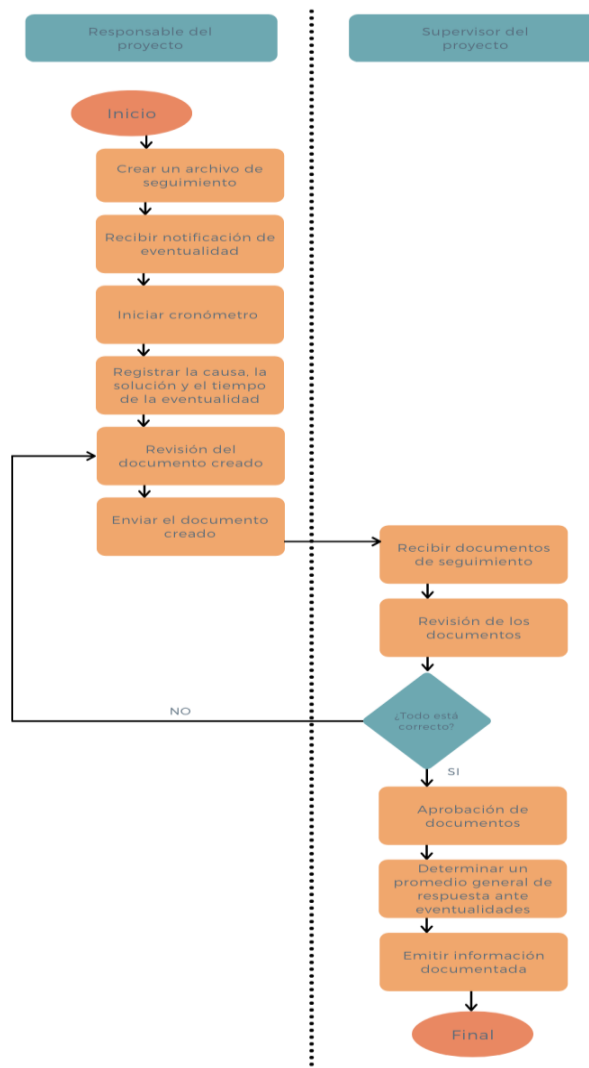 Responsable del
proyecto
Supervisor del
proyecto
Inicio
Crear un archivo de
seguimiento
Recibir notificación de
eventualidad
Iniciar cronómetro
Registrar la causa, la
solución y el tiempo
de la eventualidad
Revisión del
documento creado
Enviar el documento
creado
Recibir documentos
de seguimiento
Revisión de los
documentos
¿Todo está
correcto?
NO
SI
Aprobación de
documentos
Determinar un
promedio general de
respuesta ante
eventualidades
Emitir información
documentada
Final